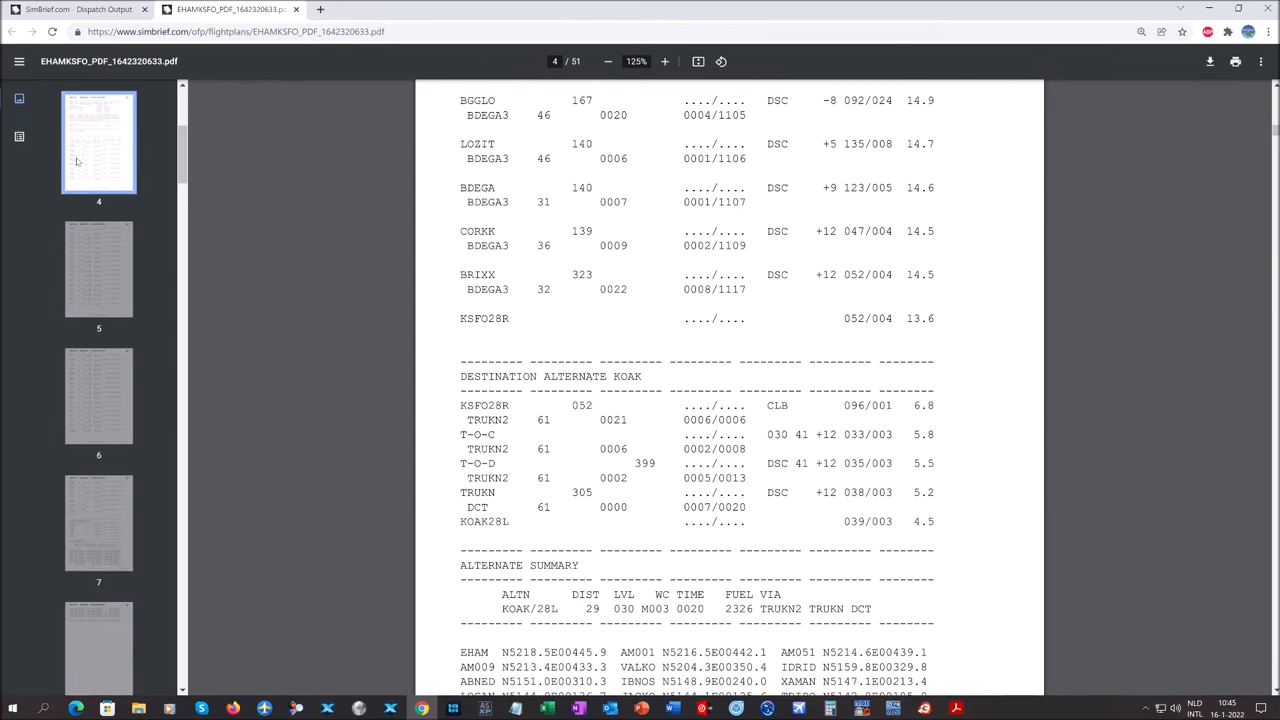 SimBrief.com - Dispatch Output
EHAMKSFO_PDF_1642320633.pdf
https://www.simbrief.com/ofp/flightplans/EHAMKSFO_PDF_1642320633.pdf
ABP
EHAMKSFO_PDF_1642320633.pdf
4 / 51
125%
4
5
6
7
BGGLO 167 ..../.... DSC -8 092/024 14.9
BDEGA3 46 0020 0004/1105
LOZIT 140 ..../.... DSC +5 135/008 14.7
BDEGA3 46 0006 0001/1106
BDEGA 140 ..../.... DSC +9 123/005 14.6
BDEGA3 31 0007 0001/1107
CORKK 139 ..../.... DSC +12 047/004 14.5
BDEGA3 36 0009 0002/1109
BRIXX 323 ..../.... DSC +12 052/004 14.5
BDEGA3 32 0022 0008/1117
KSFO28R ..../.... 052/004 13.6
--------- --------- --------- --------- --------- --------- --------
DESTINATION ALTERNATE KOAK
--------- --------- --------- --------- --------- --------- --------
KSFO28R 052 ..../.... CLB 096/001 6.8
TRUKN2 61 0021 0006/0006
T-O-C ..../.... 030 41 +12 033/003 5.8
TRUKN2 61 0006 0002/0008
T-O-D 399 ..../.... DSC 41 +12 035/003 5.5
TRUKN2 61 0002 0005/0013
TRUKN 305 ..../.... DSC +12 038/003 5.2
DCT 61 0000 0007/0020
KOAK28L ..../.... 039/003 4.5
--------- --------- --------- --------- --------- --------- --------
ALTERNATE SUMMARY
--------- --------- --------- --------- --------- --------- --------
ALTN DIST LVL WC TIME FUEL VIA
KOAK/28L 29 030 M003 0020 2326 TRUKN2 TRUKN DCT
--------- --------- --------- --------- --------- --------- --------
EHAM N5218.5E00445.9 AM001 N5216.5E00442.1 AM051 N5214.6E00439.1
AM009 N5213.4E00433.3 VALKO N5204.3E00350.4 IDRID N5159.8E00329.8
ABNED N5151.0E00310.3 IBNOS N5148.9E00240.0 XAMAN N5147.1E00213.4
NLD
INTL
10:45
16-1-2022